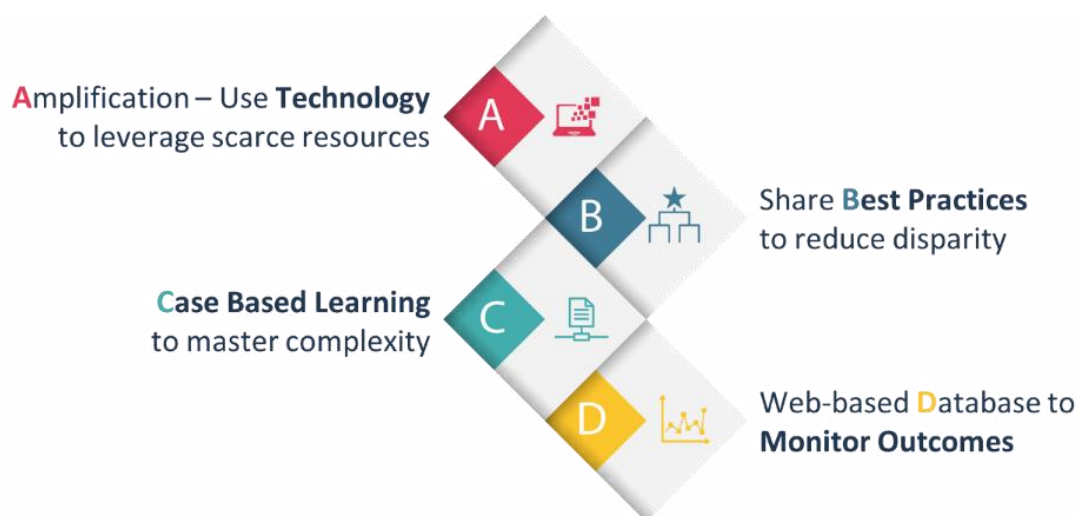 Amplification – Use Technology
to leverage scarce resources
A
B
Share Best Practices
to reduce disparity
Case Based Learning
to master complexity
C
D
Web-based Database to
Monitor Outcomes